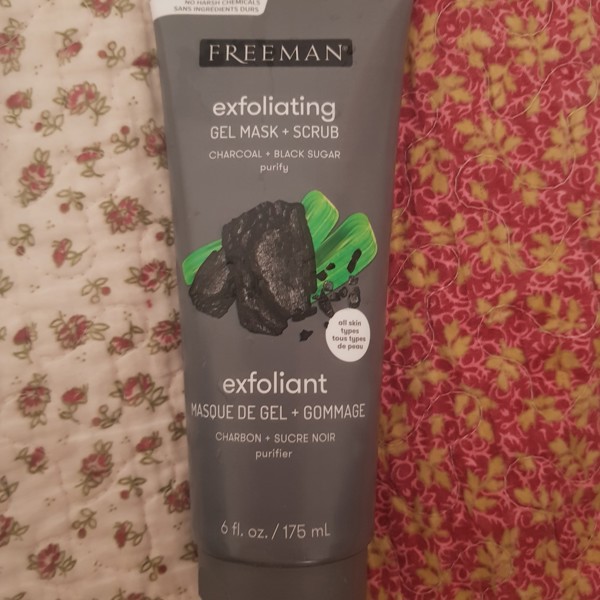 NO HARSH CHEMICALS
SANS INGRÉDIENTS DURS
FREEMAN
exfoliating
GEL MASK + SCRUB
CHARCOAL + BLACK SUGAR
purify
all skin
types
tous types
de peau
exfoliant
MASQUE DE GEL + GOMMAGE
CHARBON + SUCRE NOIR
purifier
6 fl. oz. / 175 mL